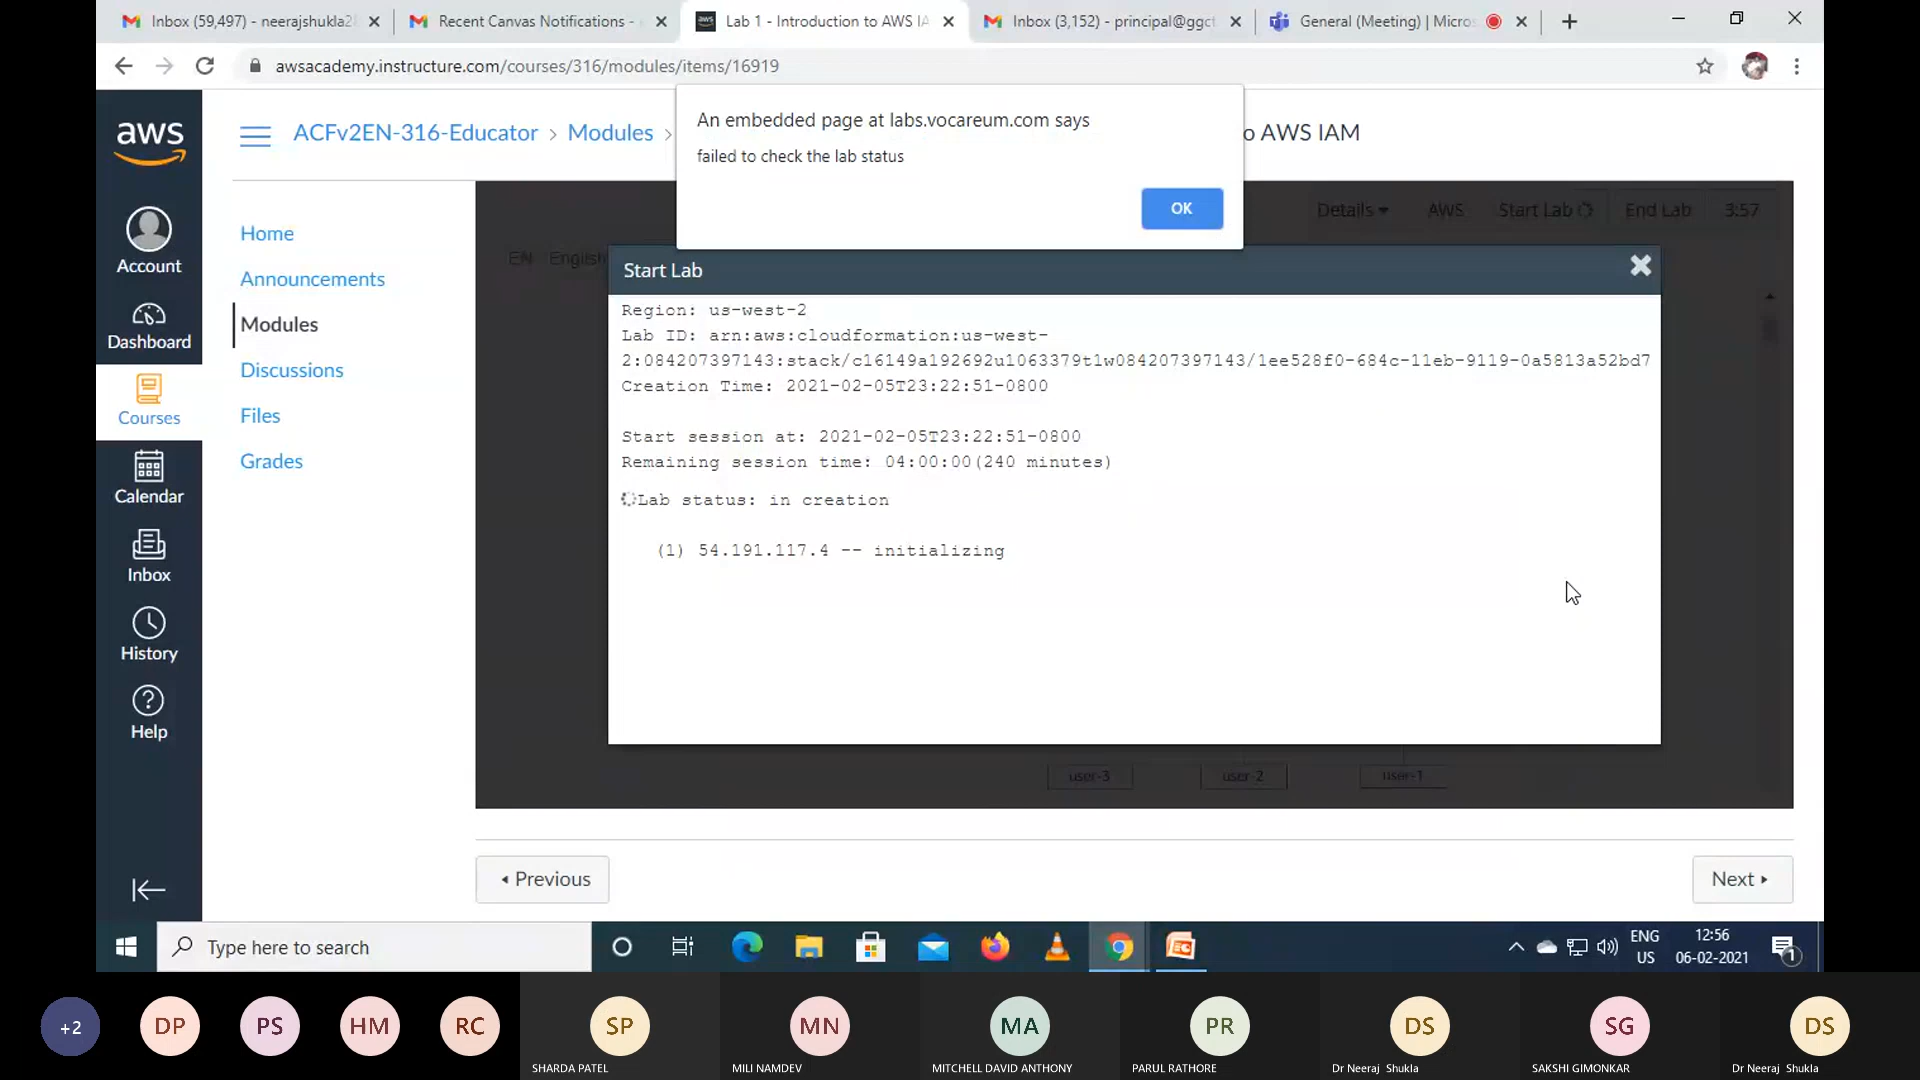 Inbox (59,497) - neerajshukla2
Recent Canvas Notifications -
Lab 1 - Introduction to AWS IA
Inbox (3,152) - principal@ggct
General (Meeting) | Micro
awsacademy.instructure.com/courses/316/modules/items/16919
An embedded page at labs.vocareum.com says
failed to check the lab status
OK
aws
ACFv2EN-316-Educator > Modules >
o AWS IAM
Account
Dashboard
Courses
Calendar
Inbox
History
Help
Home
Announcements
Modules
Discussions
Files
Grades
Details AWS Start Lab End Lab 3:57
EN English
Start Lab
Region: us-west-2
Lab ID: arn:aws:cloudformation:us-west-
2:084207397143:stack/c16149a192692u1063379t1w084207397143/1ee528f0-684c-11eb-9119-0a5813a52bd7
Creation Time: 2021-02-05T23:22:51-0800
Start session at: 2021-02-05T23:22:51-0800
Remaining session time: 04:00:00(240 minutes)
Lab status: in creation
(1) 54.191.117.4 -- initializing
user-3 user-2 user-1
Previous
Next
Type here to search
ENG
US
12:56
06-02-2021
1
+2 DP PS HM RC SP MN MA PR DS SG DS
SHARDA PATEL MILI NAMDEV MITCHELL DAVID ANTHONY PARUL RATHORE Dr Neeraj Shukla SAKSHI GIMONKAR Dr Neeraj Shukla